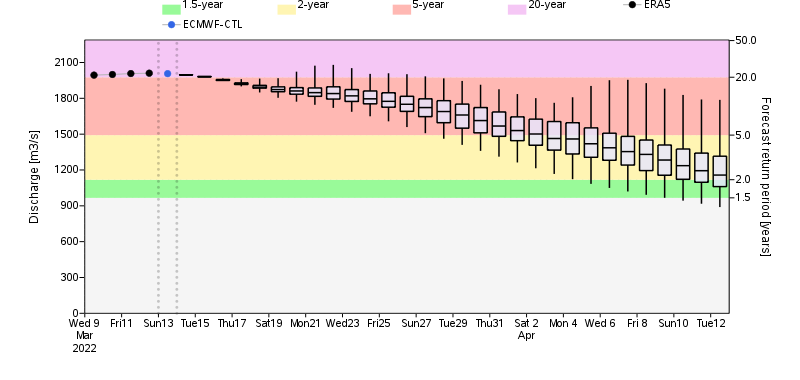 1.5-year 2-year 5-year 20-year ERA5
ECMWF-CTL
Discharge [m3/s]
2100
1800
1500
1200
900
600
300
0
50.0
20.0
5.0
2.0
1.5
Forecast return period [years]
Wed 9 Fri11 Sun13 Tue15 Thu17 Sat19 Mon21 Wed23 Fri25 Sun27 Tue29 Thu31 Sat 2 Mon 4 Wed 6 Fri 8 Sun10 Tue12
Mar Apr
2022